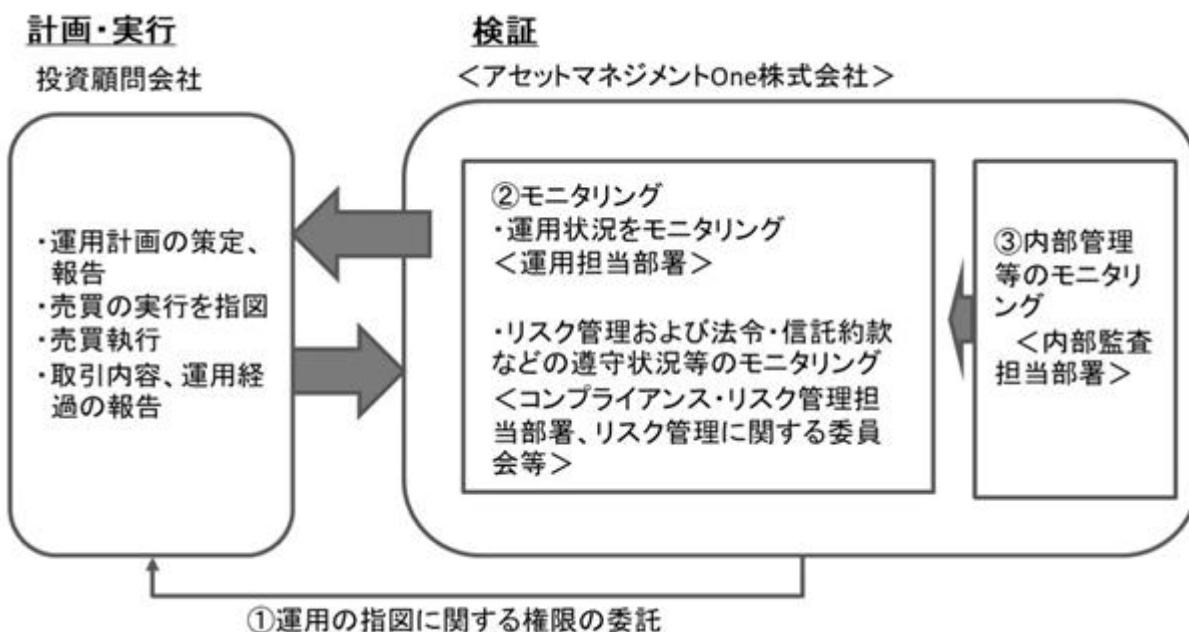 計画・実行
投資顧問会社
・運用計画の策定、
報告
・売買の実行を指図
・売買執行
・取引内容、運用経
過の報告
検証
＜アセットマネジメントOne株式会社＞
②モニタリング
・運用状況をモニタリング
＜運用担当部署＞
・リスク管理および法令・信託約款
などの遵守状況等のモニタリング
＜コンプライアンス・リスク管理担
当部署、リスク管理に関する委員
会等＞
③内部管理
等のモニタリ
ング
＜内部監査
担当部署＞
①運用の指図に関する権限の委託